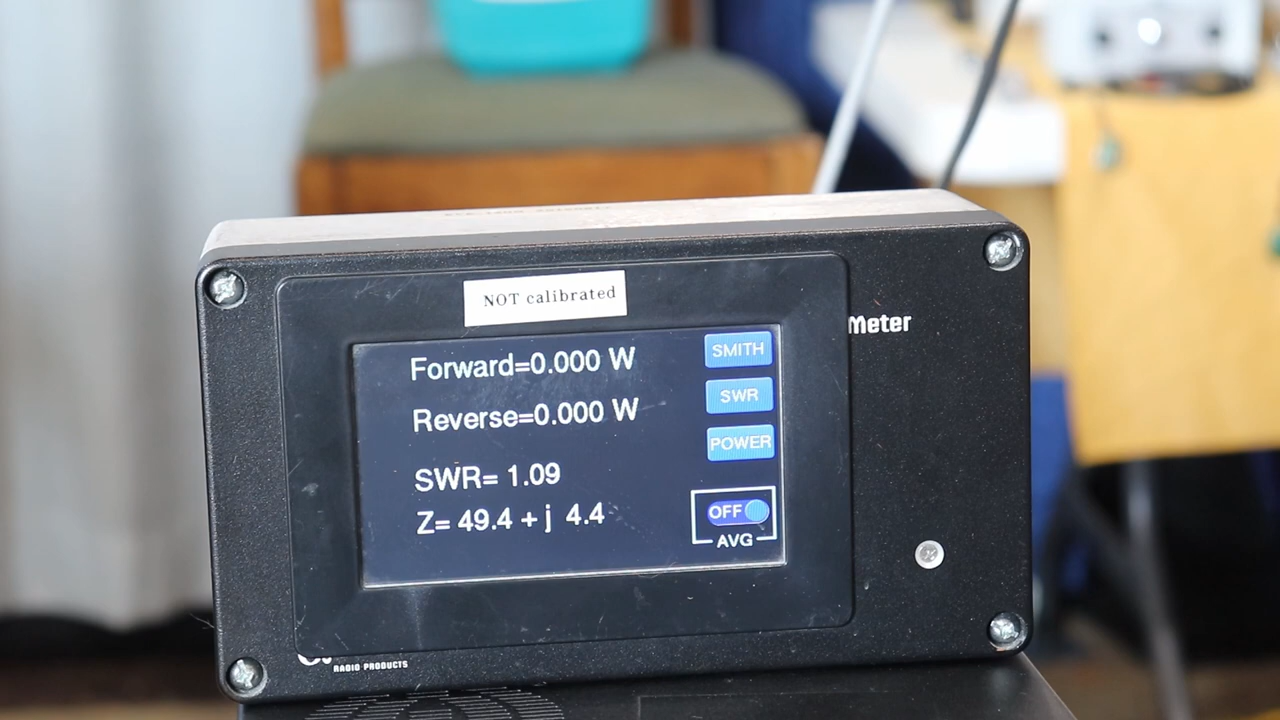 NOT calibrated
Meter
Forward=0.000 W
SMITH
Reverse=0.000 W
SWR
POWER
SWR= 1.09
Z= 49.4 + j 4.4
OFF
AVG
RADIO PRODUCTS